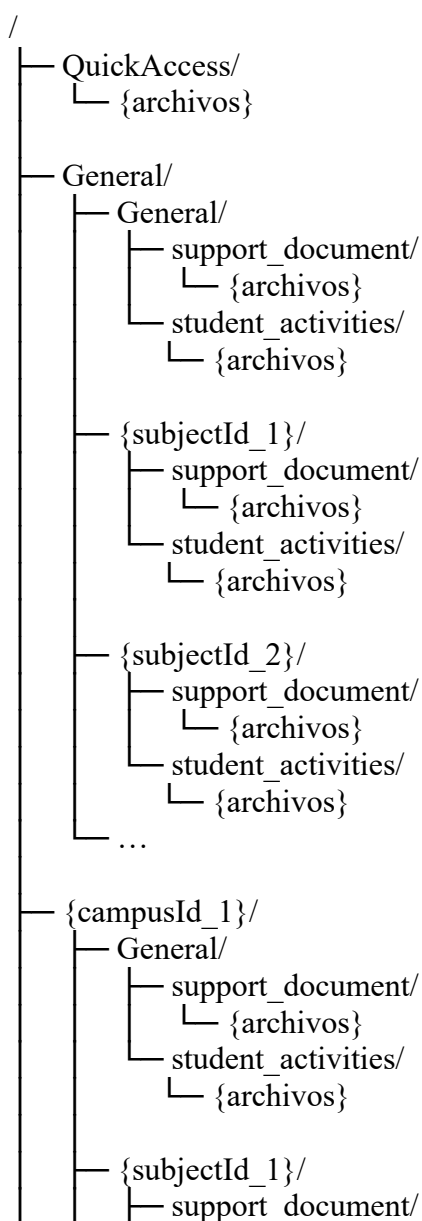 /
├── QuickAccess/
│   └── {archivos}
├── General/
│   ├── General/
│   │   ├── support_document/
│   │   │   └── {archivos}
│   │   └── student_activities/
│   │       └── {archivos}
│   ├── {subjectId_1}/
│   │   ├── support_document/
│   │   │   └── {archivos}
│   │   └── student_activities/
│   │       └── {archivos}
│   ├── {subjectId_2}/
│   │   ├── support_document/
│   │   │   └── {archivos}
│   │   └── student_activities/
│   │       └── {archivos}
│   └── …
├── {campusId_1}/
│   ├── General/
│   │   ├── support_document/
│   │   │   └── {archivos}
│   │   └── student_activities/
│   │       └── {archivos}
│   ├── {subjectId_1}/
│   │   ├── support_document/